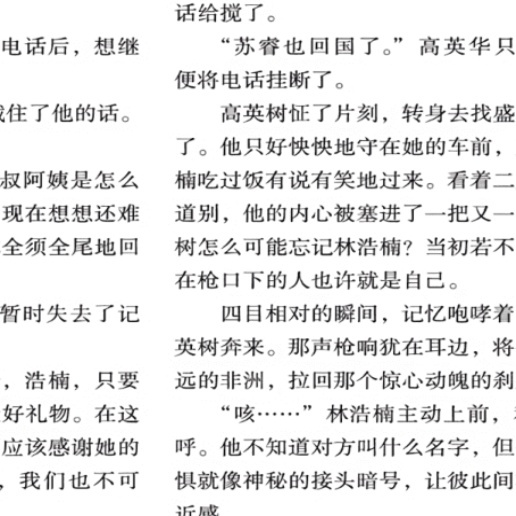 电话后，想继
住了他的话。
叔阿姨是怎么
现在想想还难
全须全尾地回
暂时失去了记
，浩楠，只要
好礼物。在这
应该感谢她的
，我们也不可
话给搅了。
“苏睿也回国了。”高英华只
便将电话挂断了。
高英树怔了片刻，转身去找盛
了。他只好怏怏地守在她的车前，
楠吃过饭有说有笑地过来。看着二
道别，他的内心被塞进了一把又一
树怎么可能忘记林浩楠？当初若不
在枪口下的人也许就是自己。
四目相对的瞬间，记忆咆哮着
英树奔来。那声枪响犹在耳边，将
远的非洲，拉回那个惊心动魄的刹
“咳……”林浩楠主动上前，
呼。他不知道对方叫什么名字，但
惧就像神秘的接头暗号，让彼此间
近感